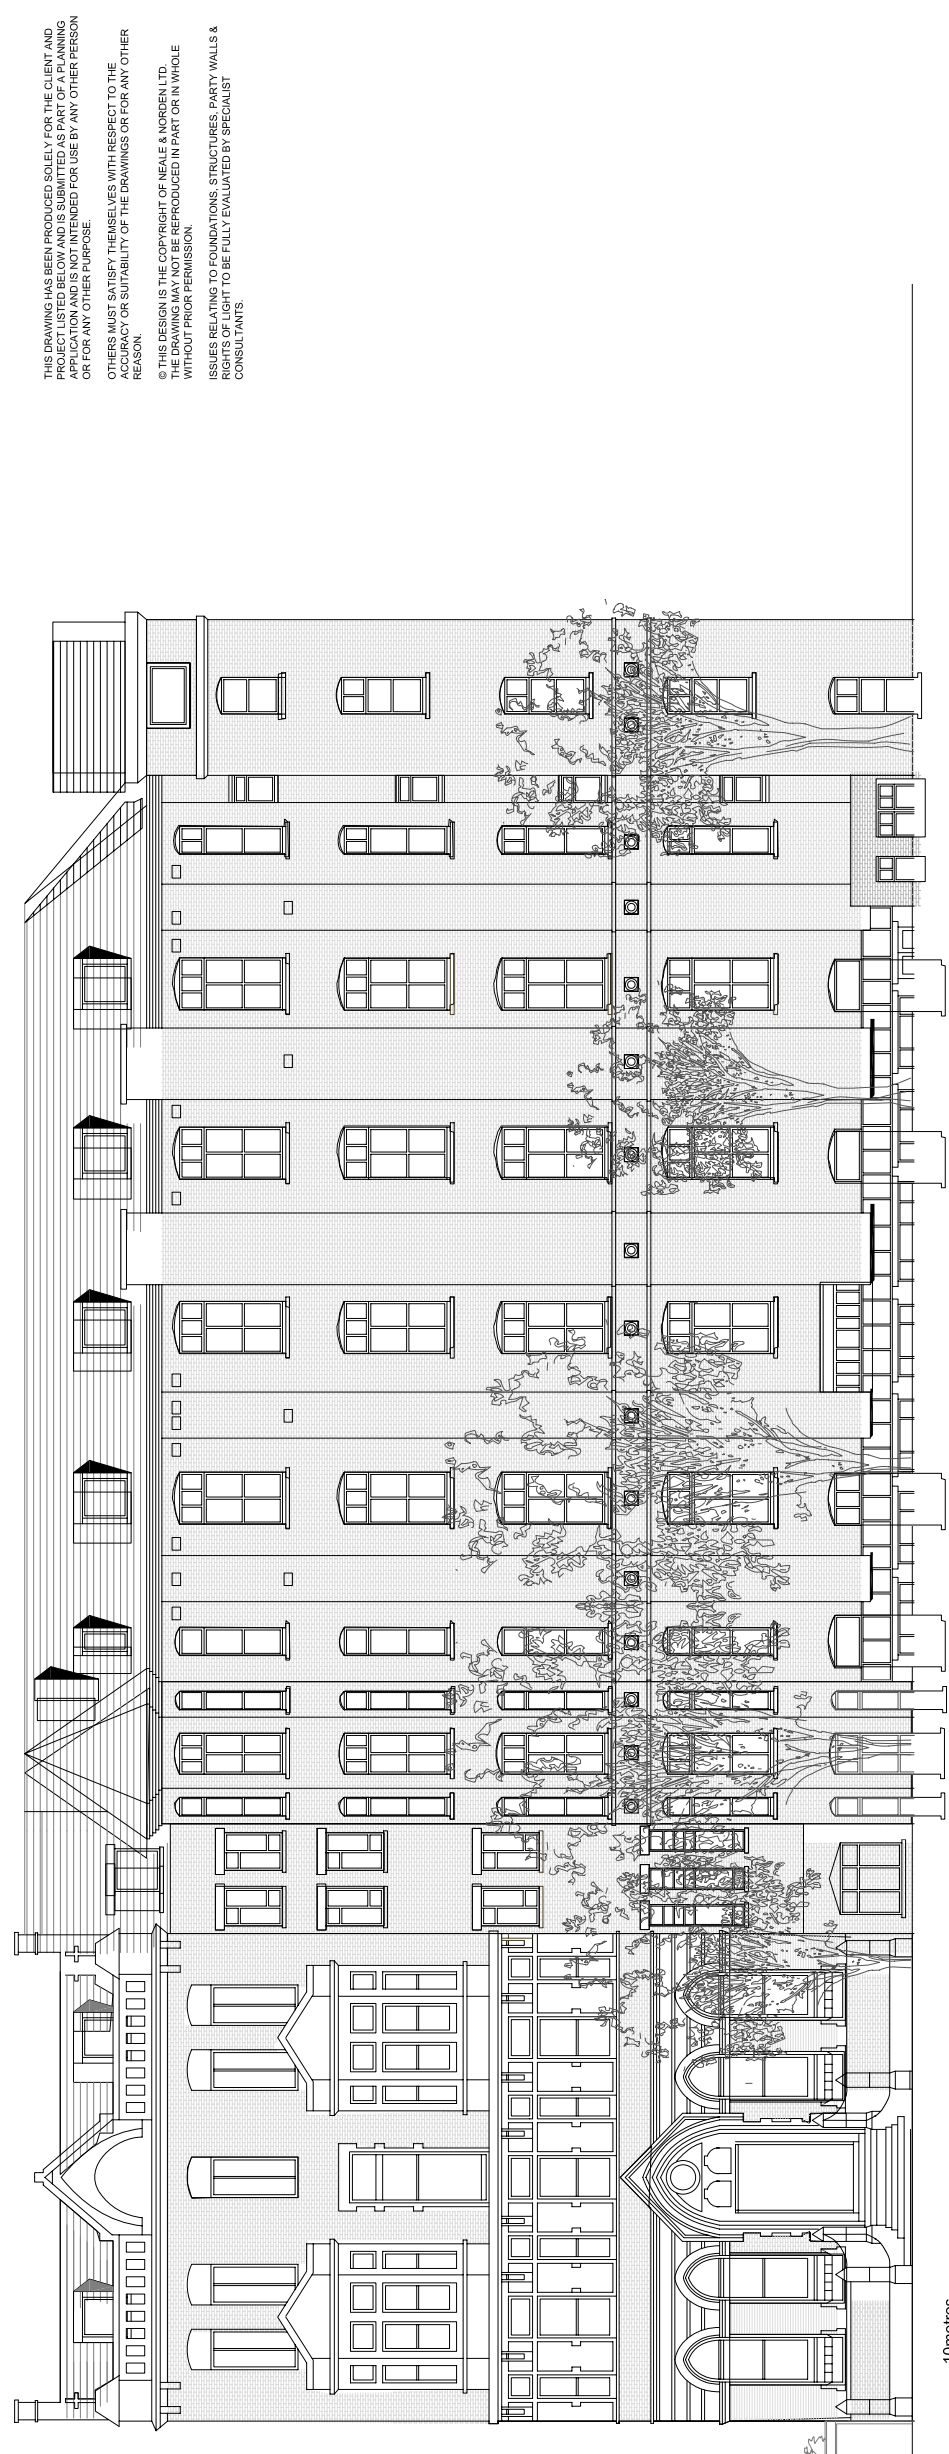 THIS DRAWING HAS BEEN PRODUCED SOLELY FOR THE CLIENT AND
PROJECT LISTED BELOW AND IS SUBMITTED AS PART OF A PLANNING
APPLICATION AND IS NOT INTENDED FOR USE BY ANY OTHER PERSON
OR FOR ANY OTHER PURPOSE.
OTHERS MUST SATISFY THEMSELVES WITH RESPECT TO THE
ACCURACY OR SUITABILITY OF THE DRAWINGS OR FOR ANY OTHER
REASON.
© THIS DESIGN IS THE COPYRIGHT OF NEALE & NORDEN LTD.
THE DRAWING MAY NOT BE REPRODUCED IN PART OR IN WHOLE
WITHOUT PRIOR PERMISSION.
ISSUES RELATING TO FOUNDATIONS, STRUCTURES, PARTY WALLS &
RIGHTS OF LIGHT TO BE FULLY EVALUATED BY SPECIALIST
CONSULTANTS.
10metres